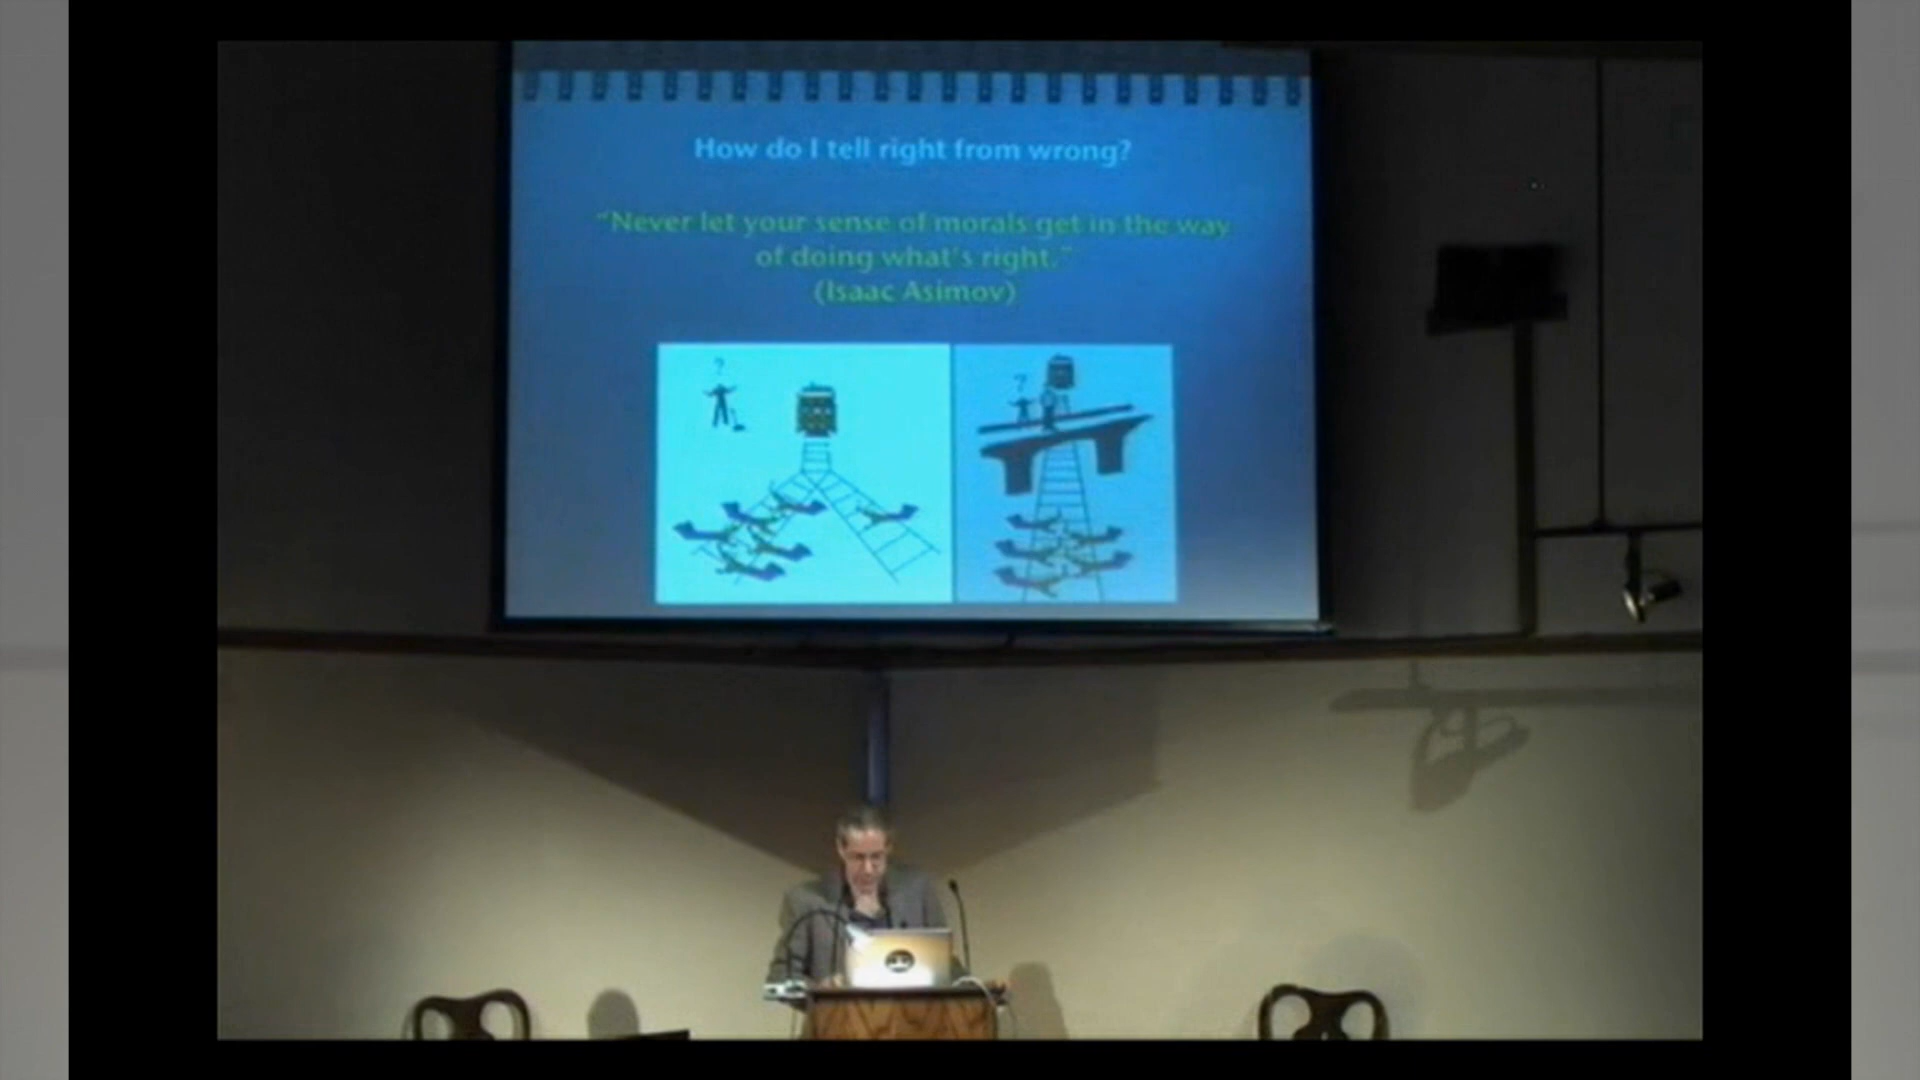 How do I tell right from wrong?
"Never let your sense of morals get in the way
of doing what's right."
(Isaac Asimov)
?
?